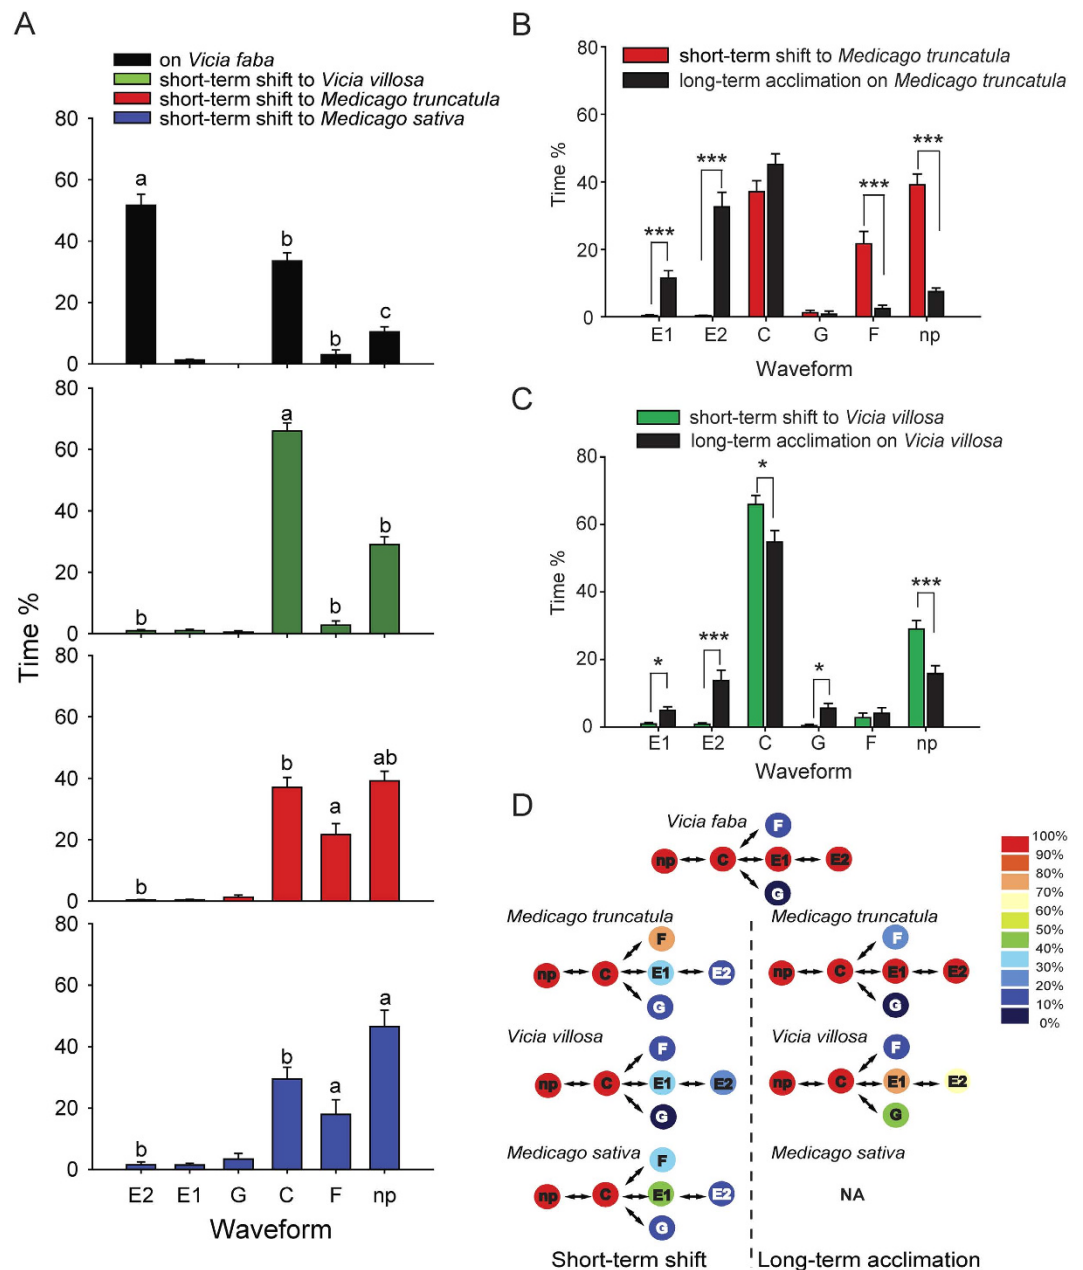 A
on Vicia faba
short-term shift to Vicia villosa
short-term shift to Medicago truncatula
short-term shift to Medicago sativa
80
60
40
20
0
a
b
b
c
80
60
40
20
0
b
a
b
b
80
60
40
20
0
b
b
a
ab
80
60
40
20
0
b
b
a
a
Time %
E2 E1 G C F np
Waveform
B
short-term shift to Medicago truncatula
long-term acclimation on Medicago truncatula
80
60
40
20
0
Time %
*** *** *** ***
E1 E2 C G F np
Waveform
C
short-term shift to Vicia villosa
long-term acclimation on Vicia villosa
80
60
40
20
0
Time %
* *** * * ***
E1 E2 C G F np
Waveform
D
Vicia faba
F
np C E1 E2
G
100%
90%
80%
70%
60%
50%
40%
30%
20%
10%
0%
Medicago truncatula
F
np C E1 E2
G
Medicago truncatula
F
np C E1 E2
G
Vicia villosa
F
np C E1 E2
G
Vicia villosa
F
np C E1 E2
G
Medicago sativa
F
np C E1 E2
G
Medicago sativa
NA
Short-term shift
Long-term acclimation